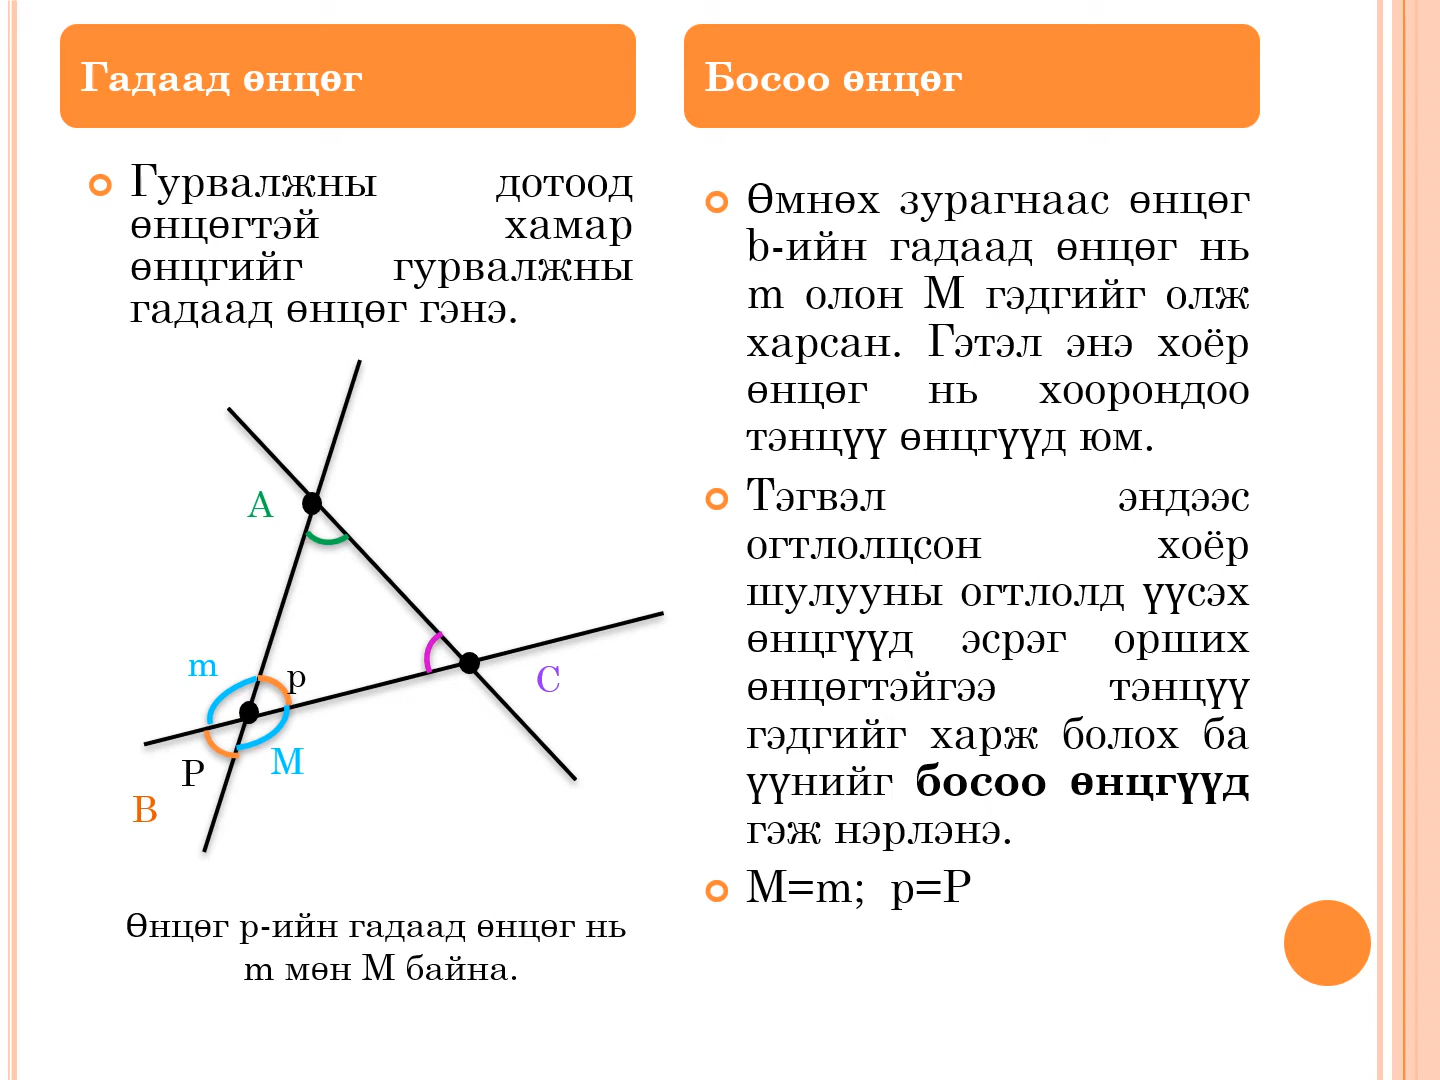 Гадаад өнцөг
Гурвалжны дотоод
өнцөгтэй хамар
өнцгийг гурвалжны
гадаад өнцөг гэнэ.
A
m
p
C
M
P
B
Өнцөг p-ийн гадаад өнцөг нь
m мөн M байна.
Босоо өнцөг
Өмнөх зурагнаас өнцөг
b-ийн гадаад өнцөг нь
m олон M гэдгийг олж
харсан. Гэтэл энэ хоёр
өнцөг нь хоорондоо
тэнцүү өнцгүүд юм.
Тэгвэл эндээс
огтлолцсон хоёр
шулууны огтлолд үүсэх
өнцгүүд эсрэг орших
өнцөгтэйгээ тэнцүү
гэдгийг харж болох ба
үүнийг босоо өнцгүүд
гэж нэрлэнэ.
M=m; p=P